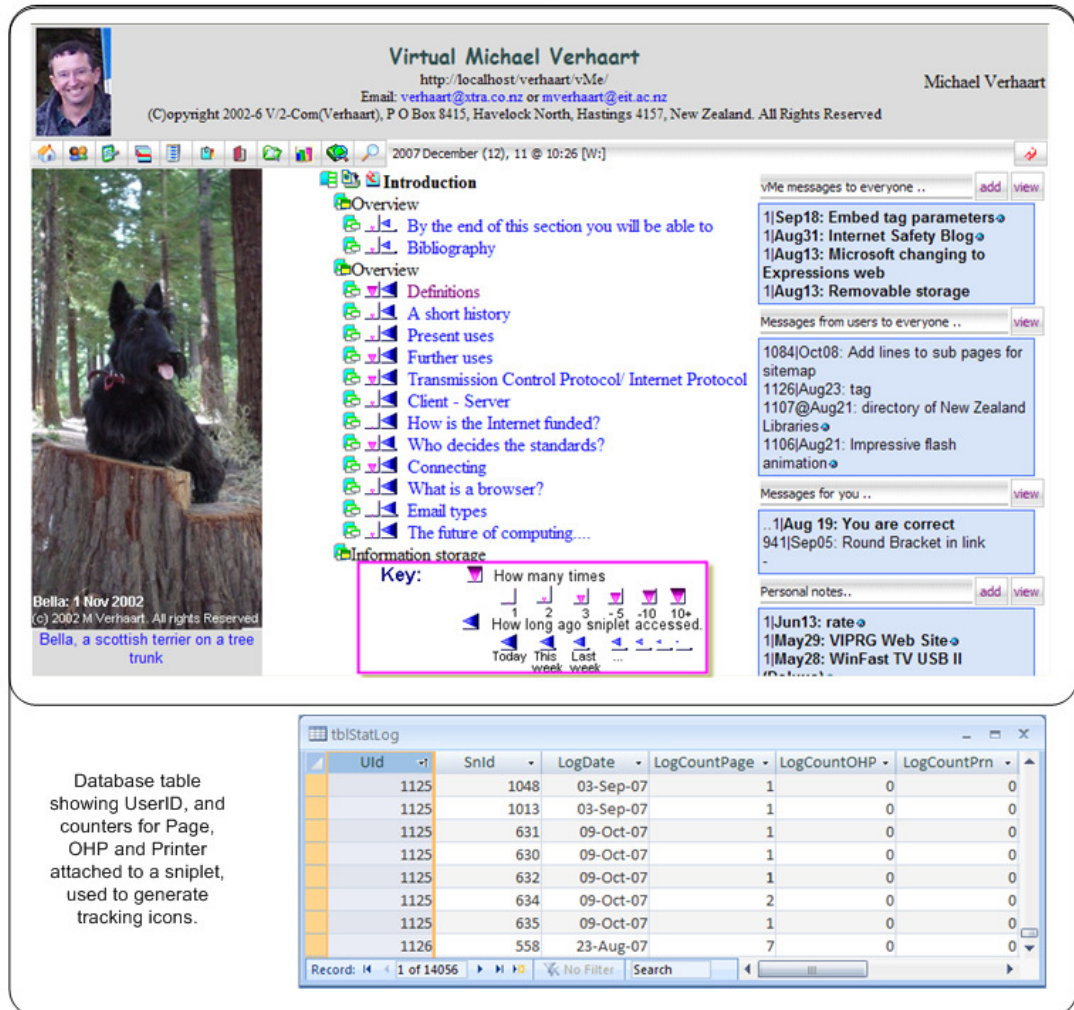 Virtual Michael Verhaart
http://localhost/verhaart/vMe/
Email: verhaart@xtra.co.nz or mverhaart@eit.ac.nz
(C)opyright 2002-6 V/2-Com(Verhaart), P O Box 8415, Havelock North, Hastings 4157, New Zealand. All Rights Reserved
Michael Verhaart
2007 December (12), 11 @ 10:26 [W:]
Bella: 1 Nov 2002
(c) 2002 M Verhaart. All rights Reserved
Bella, a scottish terrier on a tree
trunk
Introduction
Overview
By the end of this section you will be able to
Bibliography
Overview
Definitions
A short history
Present uses
Further uses
Transmission Control Protocol/ Internet Protocol
Client - Server
How is the Internet funded?
Who decides the standards?
Connecting
What is a browser?
Email types
The future of computing....
Information storage
Key: How many times
1 2 3 -5 -10 10+
How long ago sniplet accessed.
Today This week Last week ...
vMe messages to everyone .. add view
1|Sep18: Embed tag parameters
1|Aug31: Internet Safety Blog
1|Aug13: Microsoft changing to
Expressions web
1|Aug13: Removable storage
Messages from users to everyone .. view
1084|Oct08: Add lines to sub pages for
sitemap
1126|Aug23: tag
1107@Aug21: directory of New Zealand
Libraries
1106|Aug21: Impressive flash
animation
Messages for you .. view
..1|Aug 19: You are correct
941|Sep05: Round Bracket in link
-
Personal notes.. add view
1|Jun13: rate
1|May29: VIPRG Web Site
1|May28: WinFast TV USB II
Database table
showing UserID, and
counters for Page,
OHP and Printer
attached to a sniplet,
used to generate
tracking icons.
tblStatLog
UId SnId LogDate LogCountPage LogCountOHP LogCountPrn
1125 1048 03-Sep-07 1 0 0
1125 1013 03-Sep-07 1 0 0
1125 631 09-Oct-07 1 0 0
1125 630 09-Oct-07 1 0 0
1125 632 09-Oct-07 1 0 0
1125 634 09-Oct-07 2 0 0
1125 635 09-Oct-07 1 0 0
1126 558 23-Aug-07 7 0 0
Record: 1 of 14056 No Filter Search